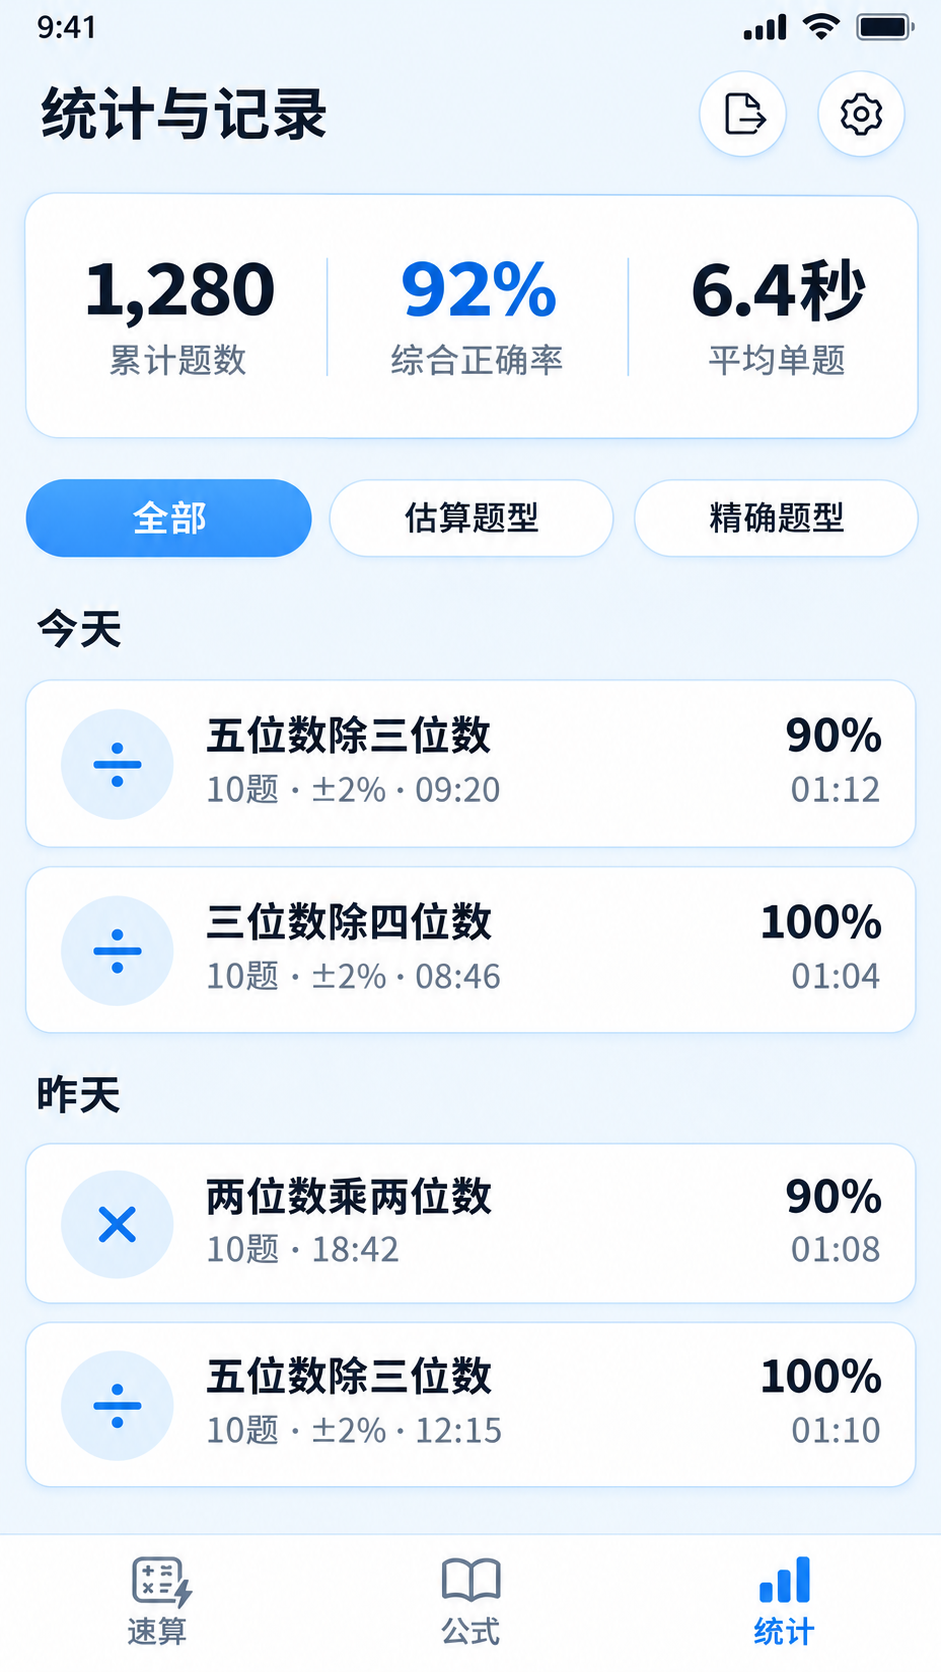 9:41
统计与记录
1,280
累计题数
92%
综合正确率
6.4秒
平均单题
全部
估算题型
精确题型
今天
五位数除三位数
10题 · ±2% · 09:20
90%
01:12
三位数除四位数
10题 · ±2% · 08:46
100%
01:04
昨天
两位数乘两位数
10题 · 18:42
90%
01:08
五位数除三位数
10题 · ±2% · 12:15
100%
01:10
速算
公式
统计